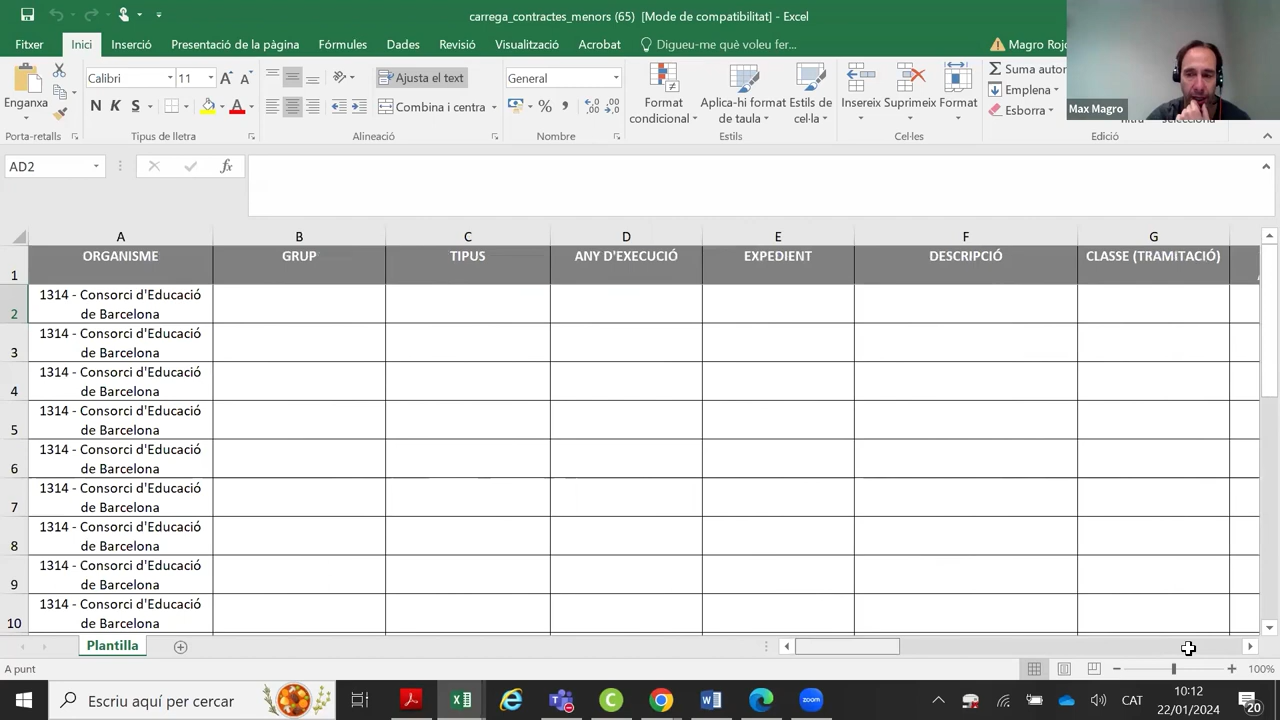 carrega_contractes_menors (65) [Mode de compatibilitat] - Excel
Magro Roj
Fitxer Inici Inserció Presentació de la pàgina Fórmules Dades Revisió Visualització Acrobat Digueu-me què voleu fer...
Enganxa
Calibri 11
N K S
Ajusta el text
Combina i centra
General
%
Format condicional
Aplica-hi format de taula
Estils de cel·la
Insereix Suprimeix Format
Suma
Emplena
Esborra
Porta-retalls Tipus de lletra Alineació Nombre Estils Cel·les Edició
Max Magro
AD2 fx
A B C D E F G
1 ORGANISME GRUP TIPUS ANY D'EXECUCIÓ EXPEDIENT DESCRIPCIÓ CLASSE (TRAMITACIÓ)
1314 - Consorci d'Educació
2 de Barcelona
1314 - Consorci d'Educació
3 de Barcelona
1314 - Consorci d'Educació
4 de Barcelona
1314 - Consorci d'Educació
5 de Barcelona
1314 - Consorci d'Educació
6 de Barcelona
1314 - Consorci d'Educació
7 de Barcelona
1314 - Consorci d'Educació
8 de Barcelona
1314 - Consorci d'Educació
9 de Barcelona
1314 - Consorci d'Educació
10 de Barcelona
Plantilla
A punt
100%
Escriu aquí per cercar
zoom
CAT
10:12
22/01/2024
20